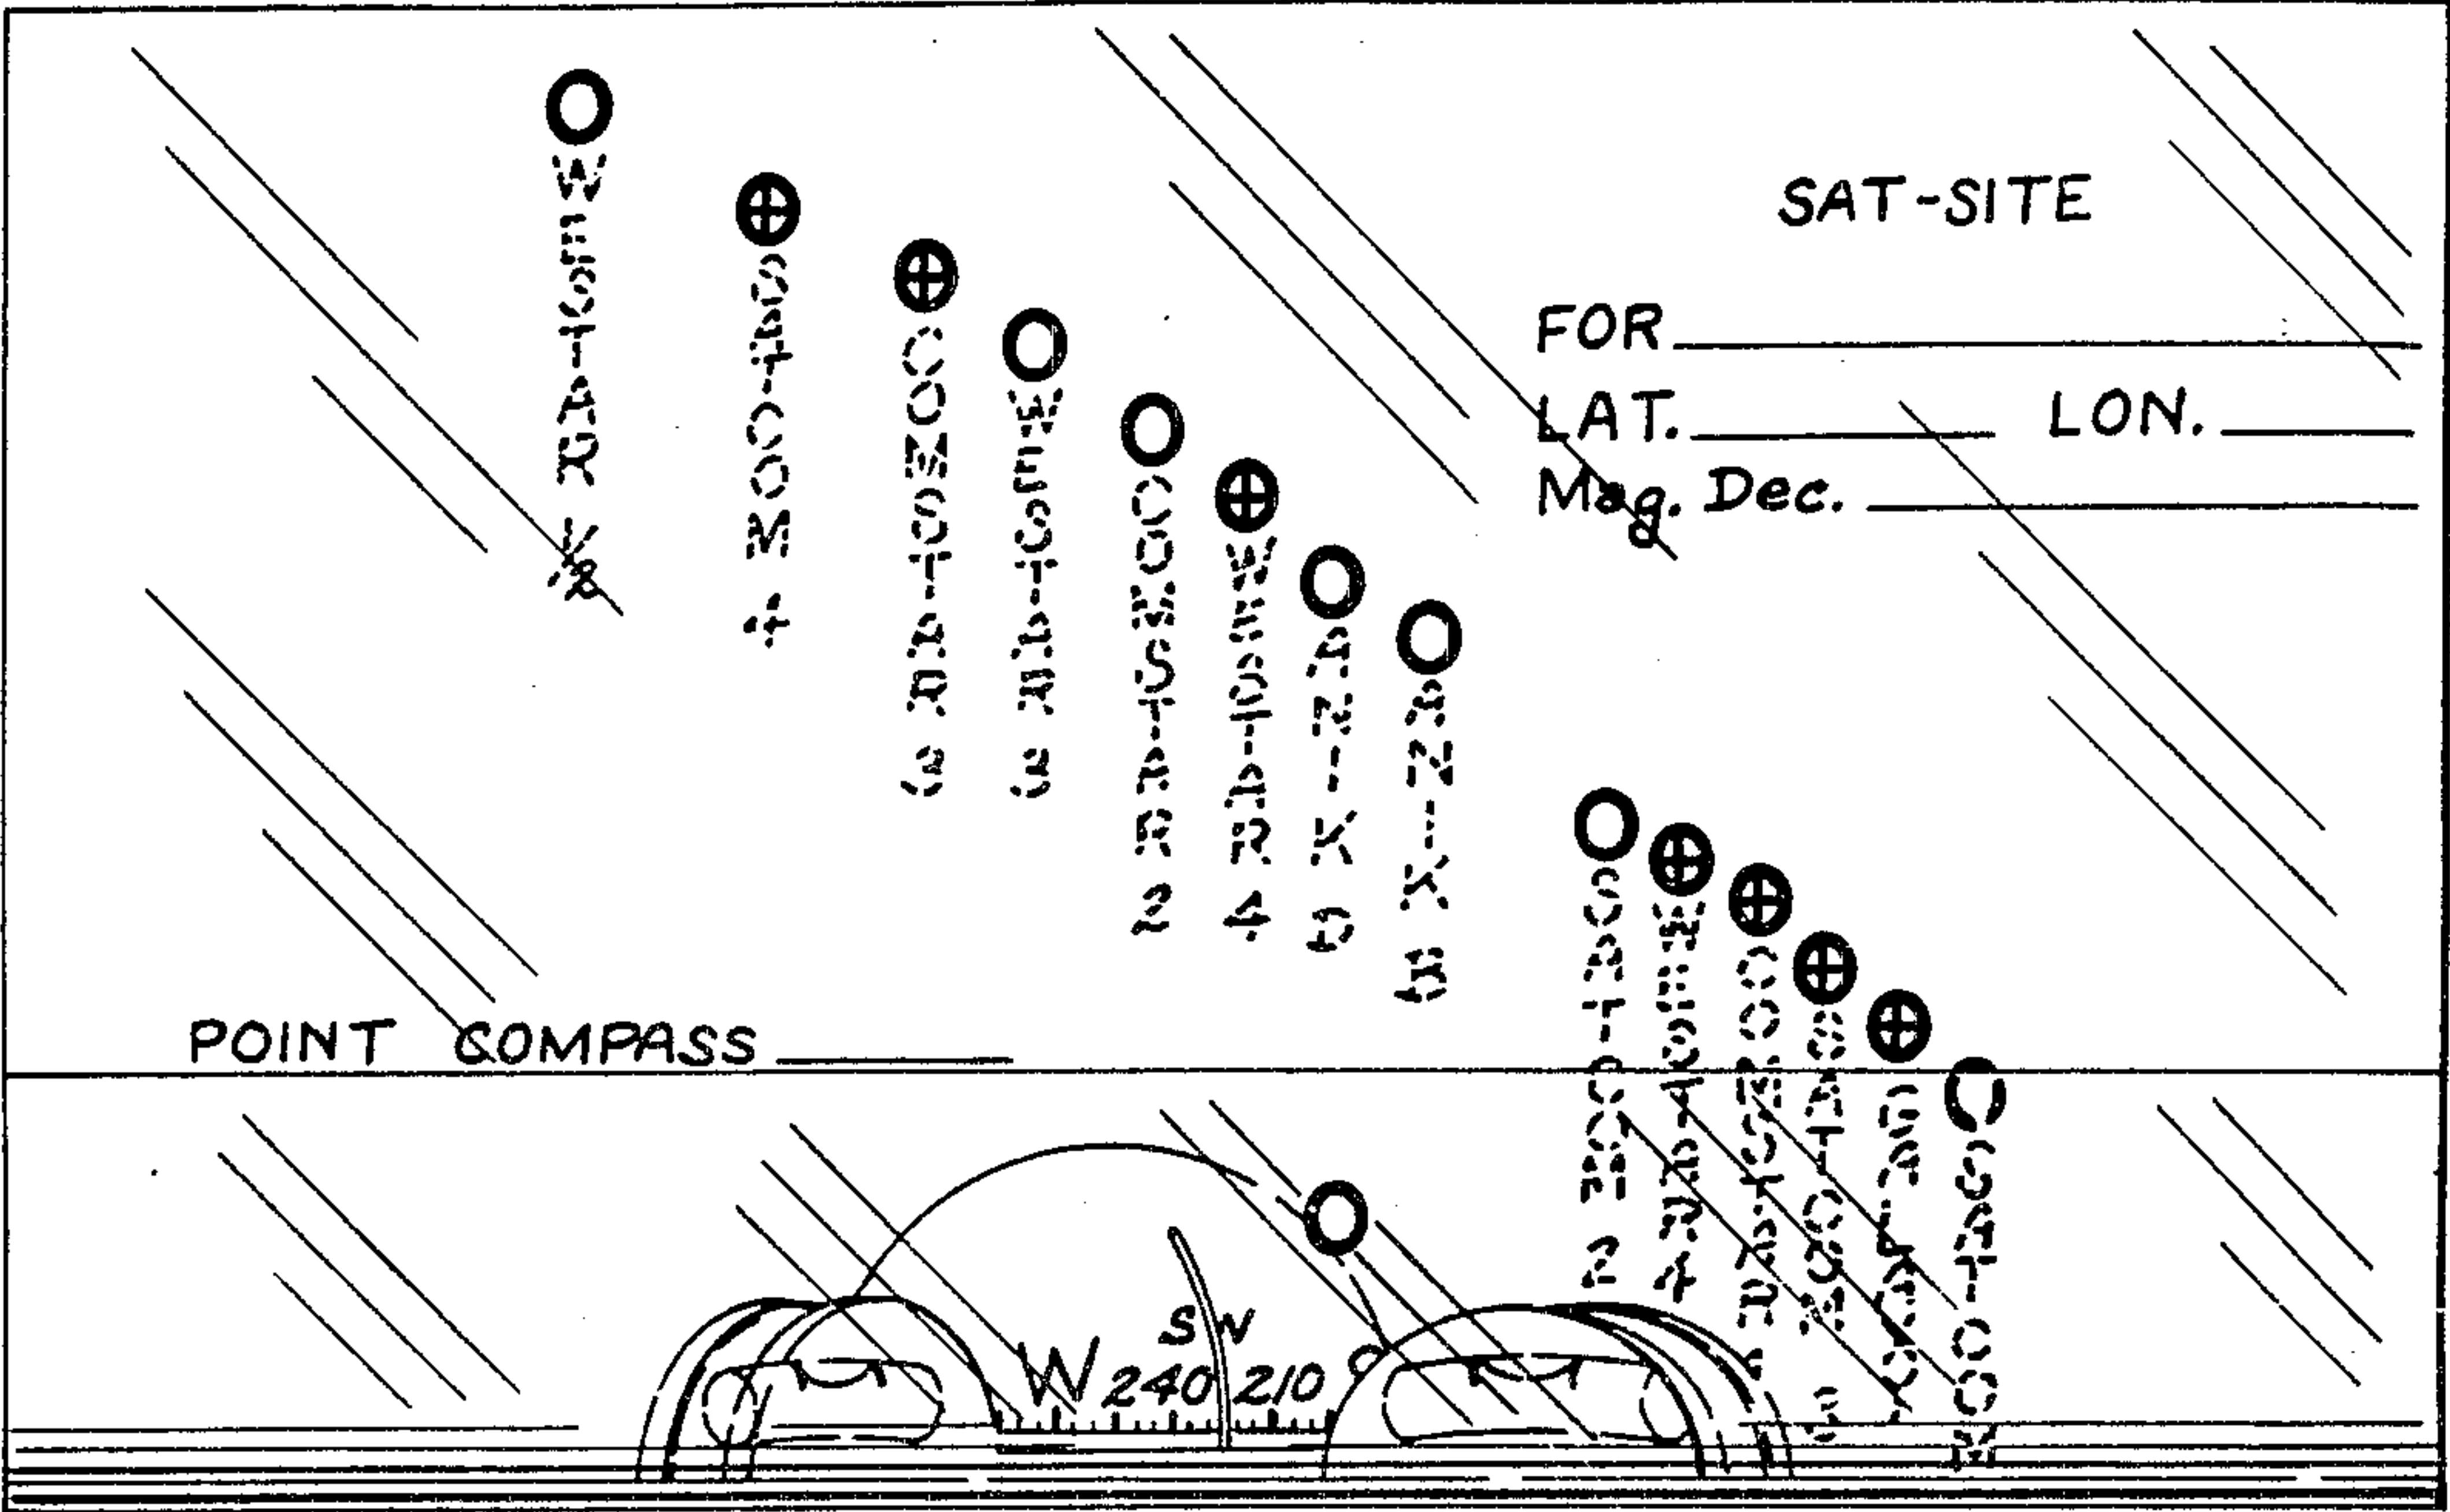 WESTAR 1/2
SATCOM 4
COMSTAR 3
WESTAR 3
COMSTAR 2
WESTAR 4
ANIK
ANIK B
SATCOM 2
WESTAR 4
COMSTAR
SATCOM
SATCOM
SAT-SITE
FOR
LAT. LON.
Mag. Dec.
POINT COMPASS
SW
W 240 210